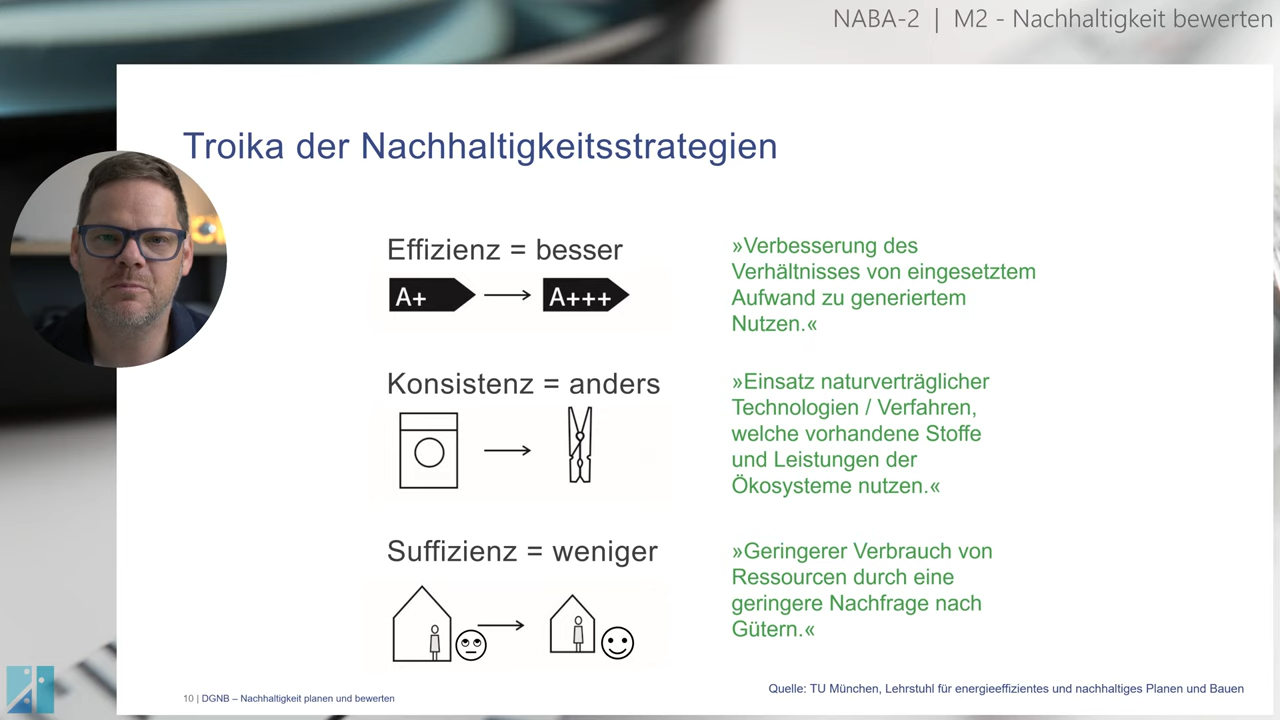 NABA-2 | M2 - Nachhaltigkeit bewerten
Troika der Nachhaltigkeitsstrategien
Effizienz = besser
A+
A+++
»Verbesserung des
Verhältnisses von eingesetztem
Aufwand zu generiertem
Nutzen.«
Konsistenz = anders
»Einsatz naturverträglicher
Technologien / Verfahren,
welche vorhandene Stoffe
und Leistungen der
Ökosysteme nutzen.«
Suffizienz = weniger
»Geringerer Verbrauch von
Ressourcen durch eine
geringere Nachfrage nach
Gütern.«
10 | DGNB – Nachhaltigkeit planen und bewerten
Quelle: TU München, Lehrstuhl für energieeffizientes und nachhaltiges Planen und Bauen